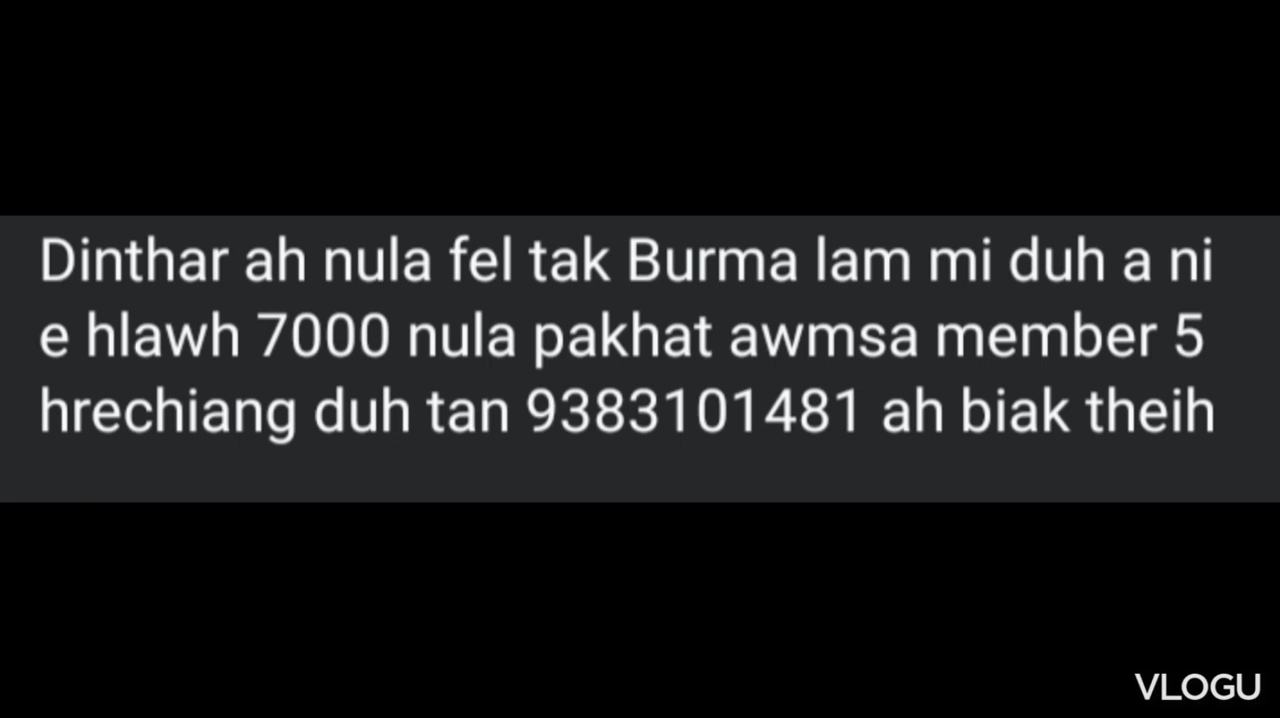 Dinthar ah nula fel tak Burma lam mi duh a ni
e hlawh 7000 nula pakhat awmsa member 5
hrechiang duh tan 9383101481 ah biak theih
VLOGU